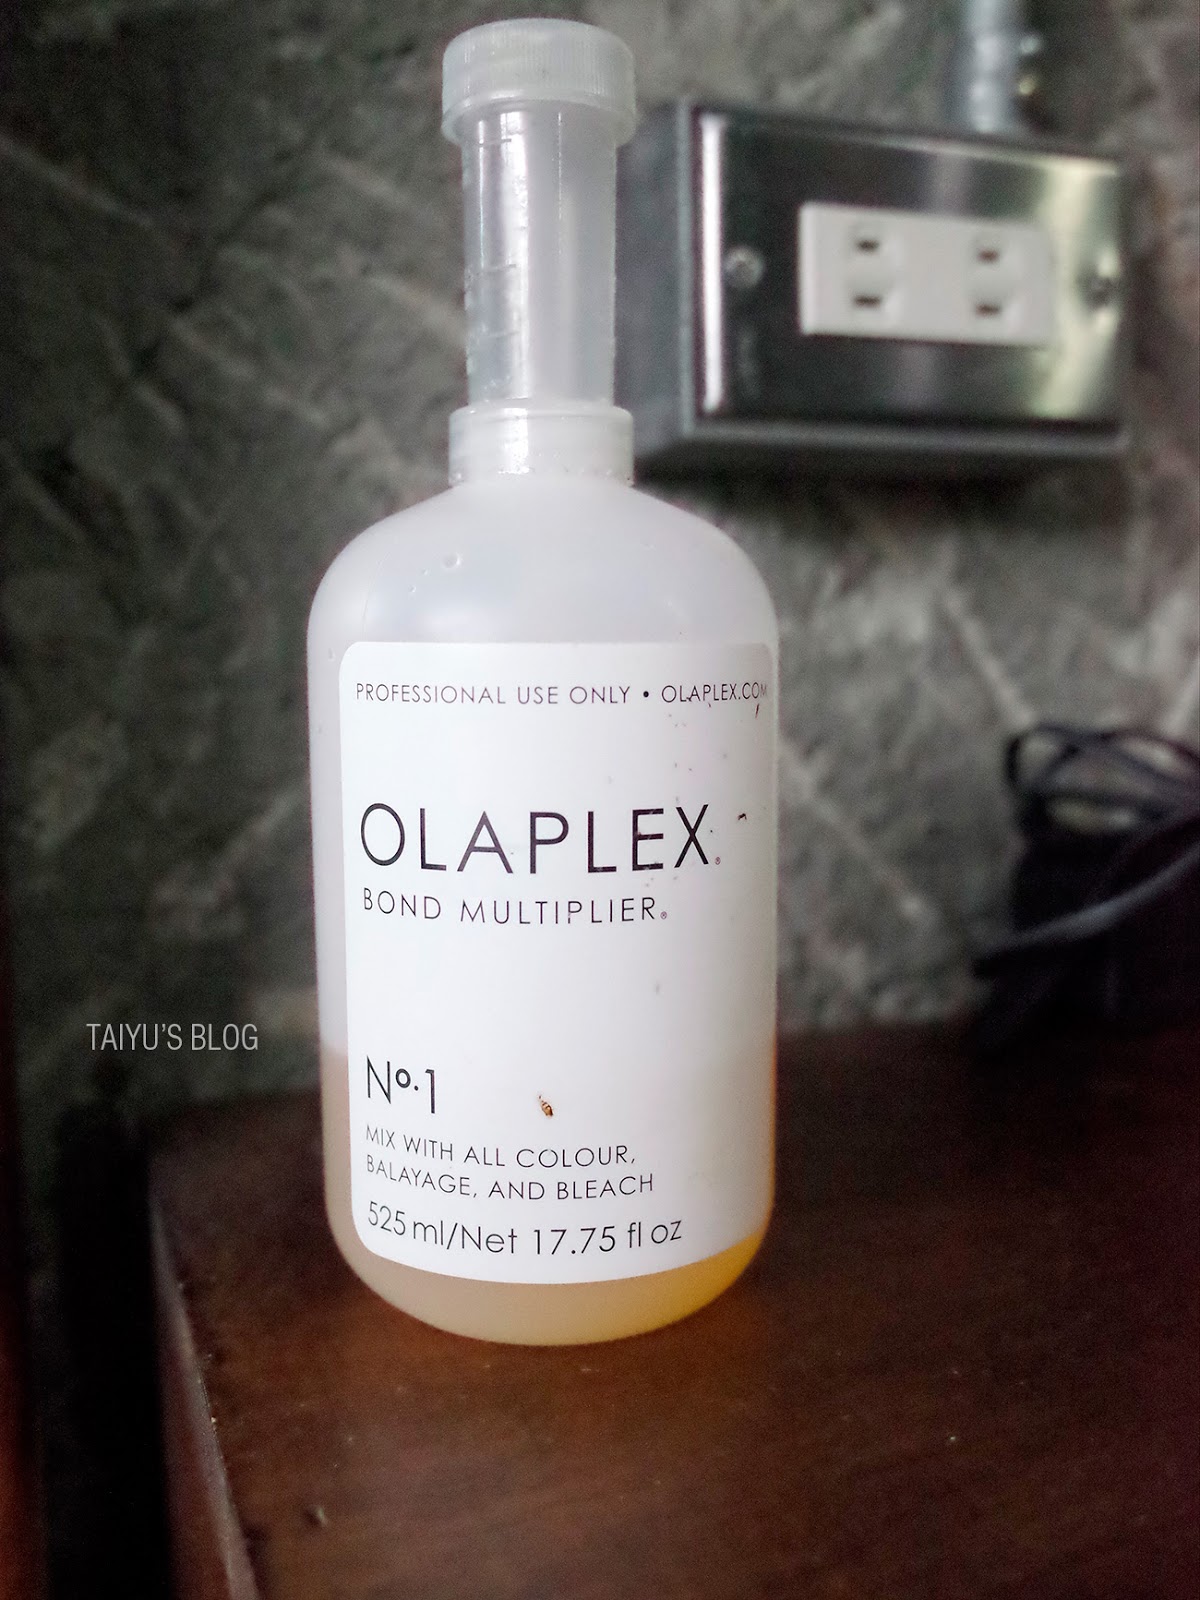 PROFESSIONAL USE ONLY • OLAPLEX.COM
OLAPLEX®
BOND MULTIPLIER®
TAIYU'S BLOG
Nº.1
MIX WITH ALL COLOUR,
BALAYAGE, AND BLEACH
525 ml/Net 17.75 fl oz